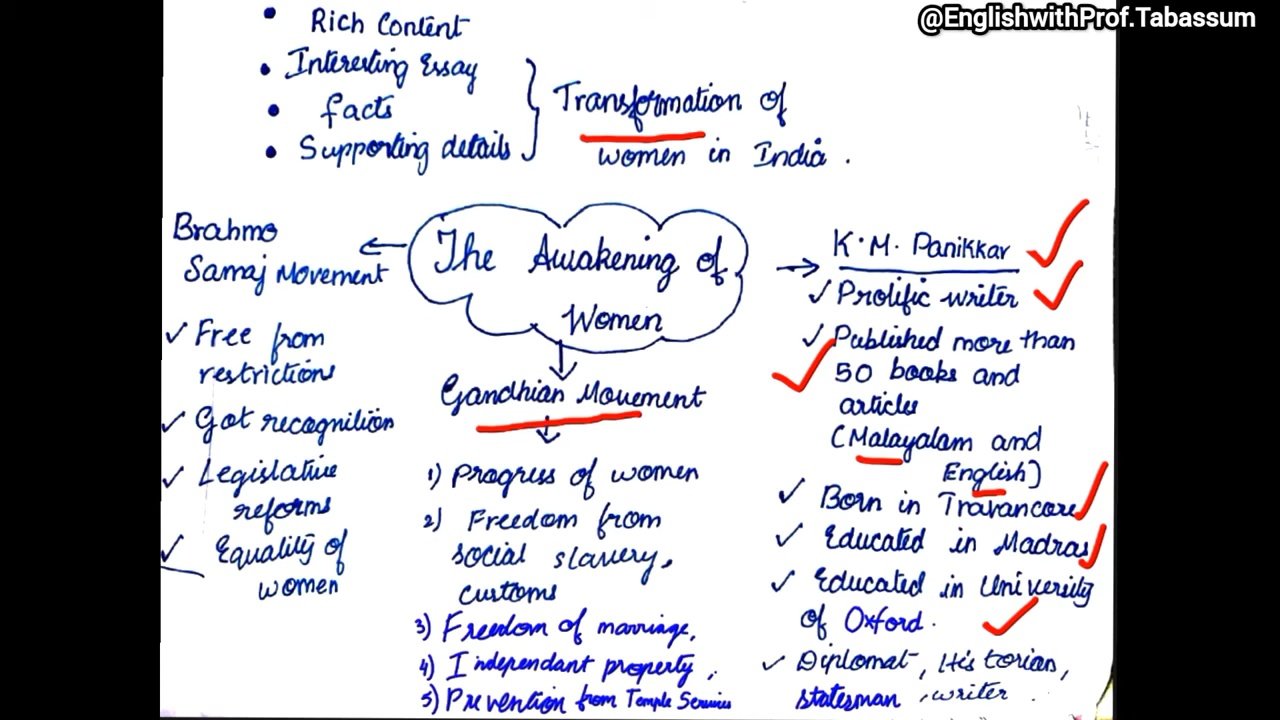 @EnglishwithProf.Tabassum
• Rich Content
• Interesting Essay
• facts
• Supporting details
Transformation of
women in India .
The Awakening of
Women
Brahmo
Samaj Movement
✓ Free from
restrictions
✓ Got recognition
✓ Legislative
reforms
✓ Equality of
women
Gandhian Movement
1) Progress of women
2) Freedom from
social slavery,
customs
3) Freedom of marriage,
4) Independant property,
5) Prevention from Temple Services
K. M. Panikkar
✓ Prolific writer
✓ Published more than
50 books and
articles
(Malayalam and
English)
✓ Born in Travancore
✓ Educated in Madras
✓ Educated in University
of Oxford.
✓ Diplomat, Historian,
statesman, writer.